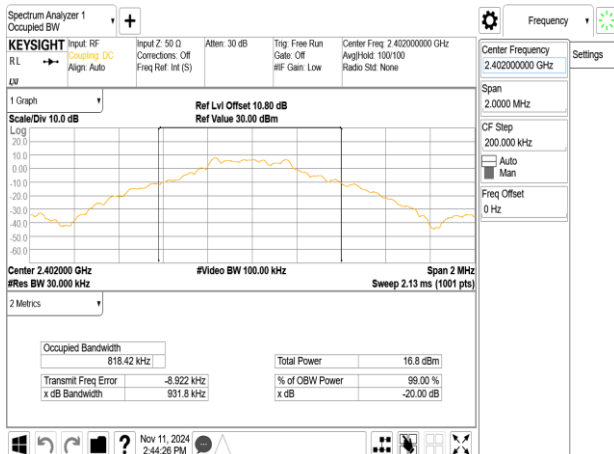 Spectrum Analyzer 1
Occupied BW
Frequency
KEYSIGHT
RL
LXI
Input: RF
Coupling: DC
Align: Auto
Input Z: 50 Ω
Corrections: Off
Freq Ref: Int (S)
Atten: 30 dB
Trig: Free Run
Gate: Off
#IF Gain: Low
Center Freq: 2.402000000 GHz
Avg|Hold: 100/100
Radio Std: None
Center Frequency
2.402000000 GHz
Settings
Span
2.0000 MHz
CF Step
200.000 kHz
Auto
Man
Freq Offset
0 Hz
1 Graph
Scale/Div 10.0 dB
Ref Lvl Offset 10.80 dB
Ref Value 30.00 dBm
Log
20.0
10.0
0.00
-10.0
-20.0
-30.0
-40.0
-50.0
-60.0
Center 2.402000 GHz
#Res BW 30.000 kHz
#Video BW 100.00 kHz
Span 2 MHz
Sweep 2.13 ms (1001 pts)
2 Metrics
Occupied Bandwidth
818.42 kHz
Transmit Freq Error -8.922 kHz
x dB Bandwidth 931.8 kHz
Total Power 16.8 dBm
% of OBW Power 99.00 %
x dB -20.00 dB
?
Nov 11, 2024
2:44:26 PM